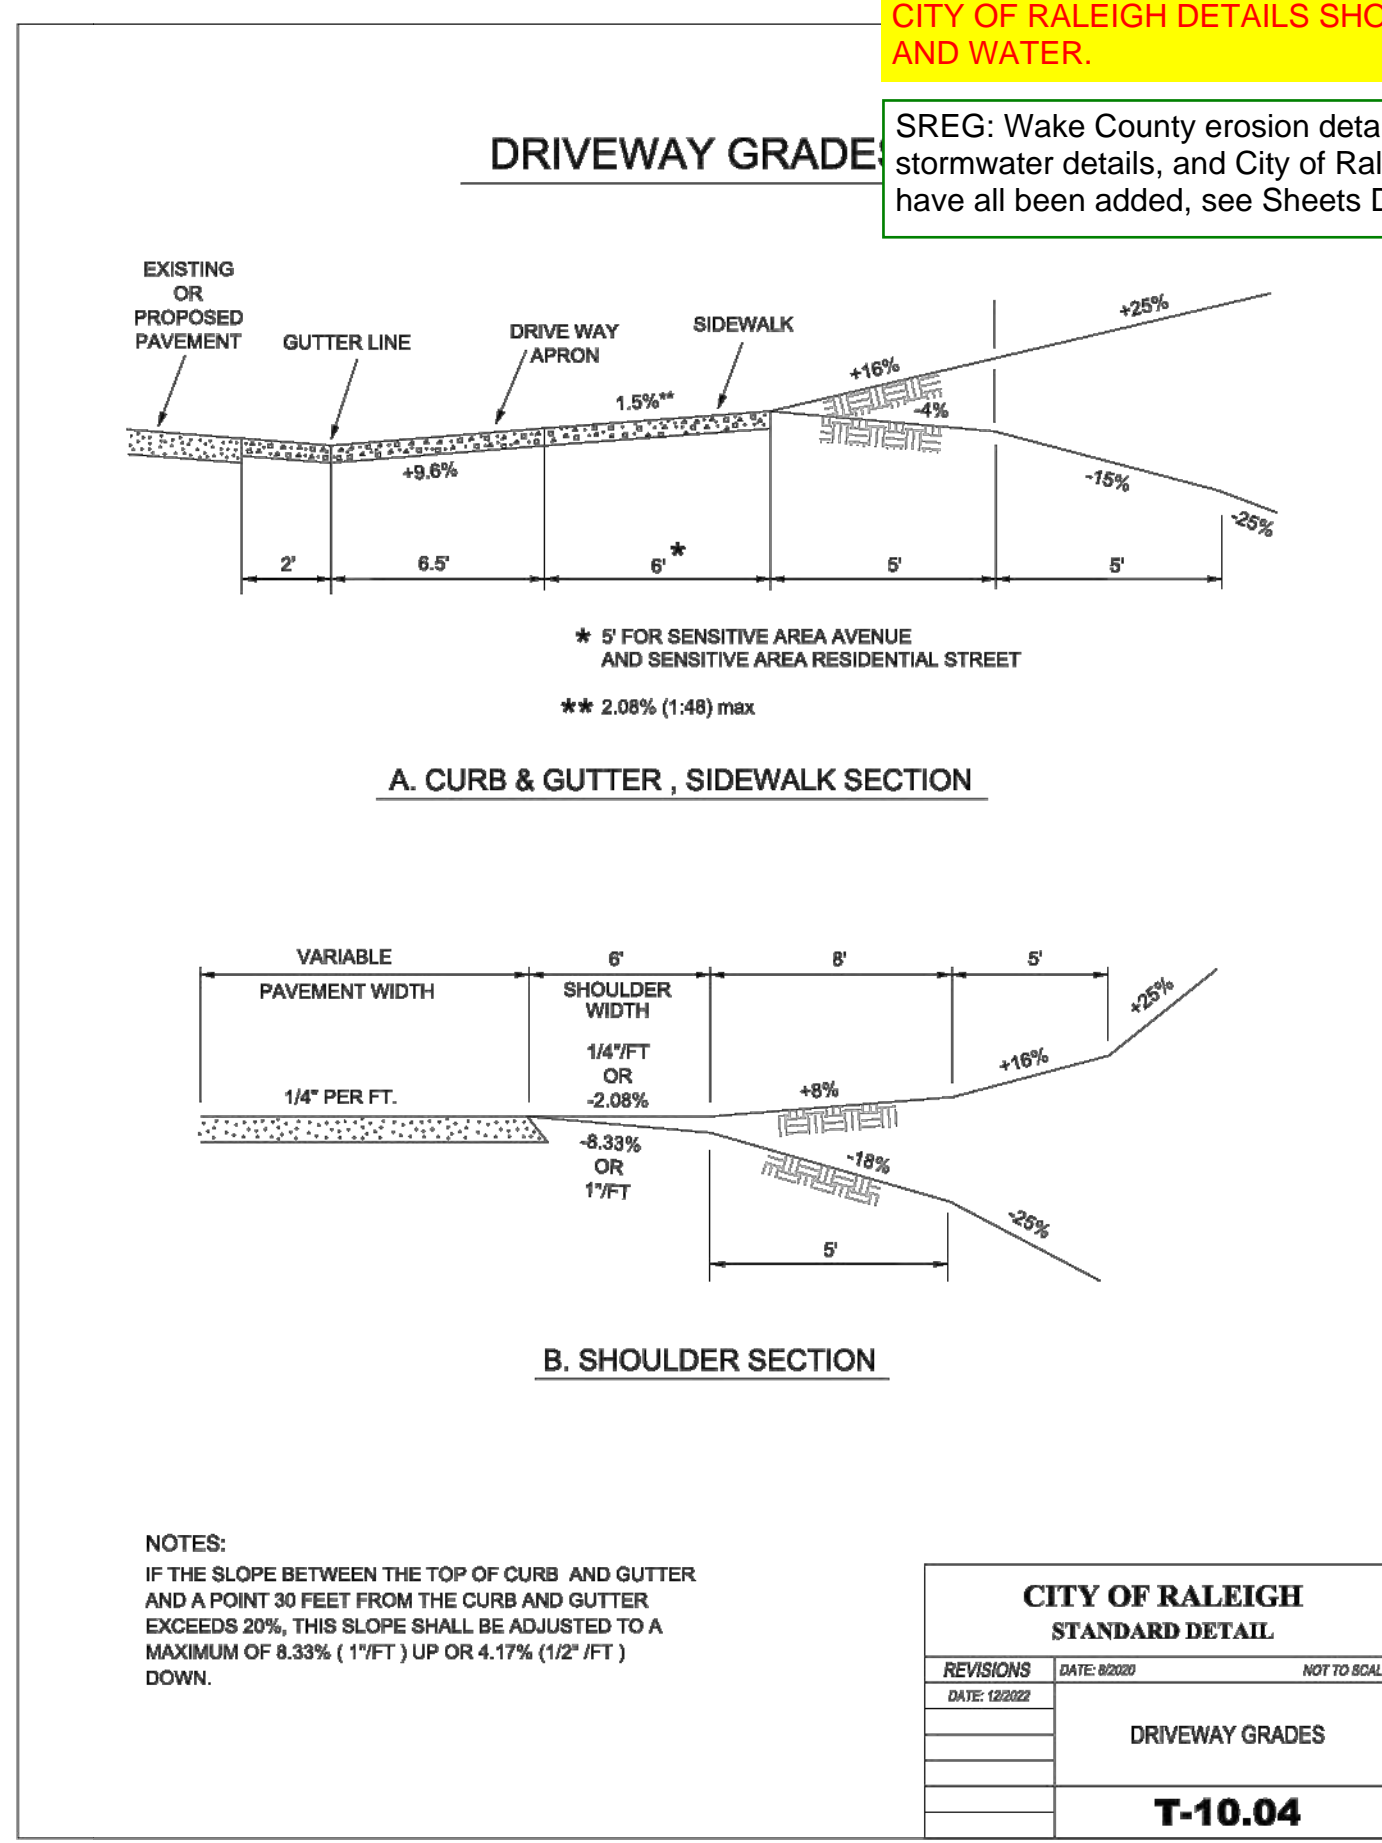 CITY OF RALEIGH DETAILS SHO
AND WATER.
SREG: Wake County erosion deta
stormwater details, and City of Ral
have all been added, see Sheets D
DRIVEWAY GRADES
EXISTING
OR
PROPOSED
PAVEMENT
GUTTER LINE
DRIVE WAY
APRON
SIDEWALK
1.5%**
+9.6%
+16%
+25%
-4%
-15%
-25%
2'
6.5'
6'*
5'
5'
* 5' FOR SENSITIVE AREA AVENUE
AND SENSITIVE AREA RESIDENTIAL STREET
** 2.08% (1:48) max
A. CURB & GUTTER , SIDEWALK SECTION
VARIABLE
PAVEMENT WIDTH
6'
SHOULDER
WIDTH
8'
5'
1/4"/FT
OR
-2.08%
1/4" PER FT.
+8%
+16%
+25%
-8.33%
OR
1"/FT
-18%
-25%
5'
B. SHOULDER SECTION
NOTES:
IF THE SLOPE BETWEEN THE TOP OF CURB AND GUTTER
AND A POINT 30 FEET FROM THE CURB AND GUTTER
EXCEEDS 20%, THIS SLOPE SHALL BE ADJUSTED TO A
MAXIMUM OF 8.33% ( 1"/FT ) UP OR 4.17% (1/2" /FT )
DOWN.
CITY OF RALEIGH
STANDARD DETAIL
REVISIONS
DATE: 8/2020
NOT TO SCAL
DATE: 12/2022
DRIVEWAY GRADES
T-10.04